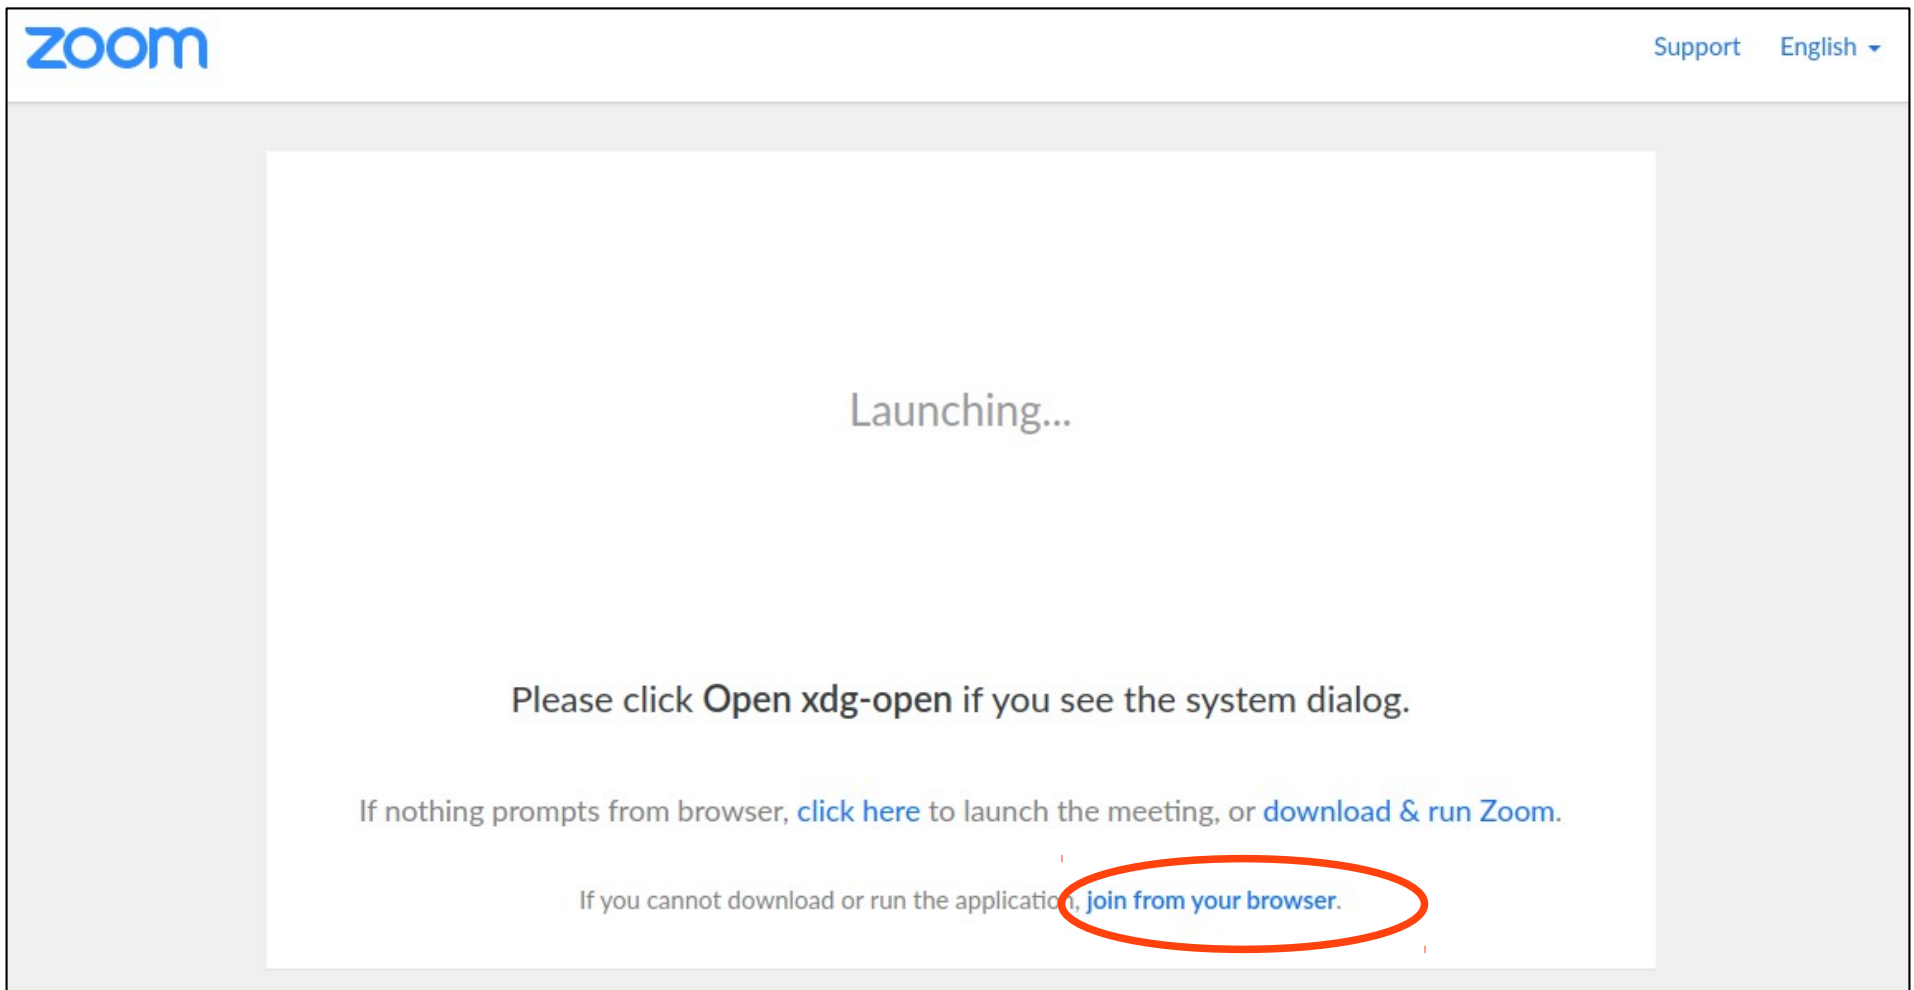 zoom
Support English
Launching...
Please click Open xdg-open if you see the system dialog.
If nothing prompts from browser, click here to launch the meeting, or download & run Zoom.
If you cannot download or run the application, join from your browser.